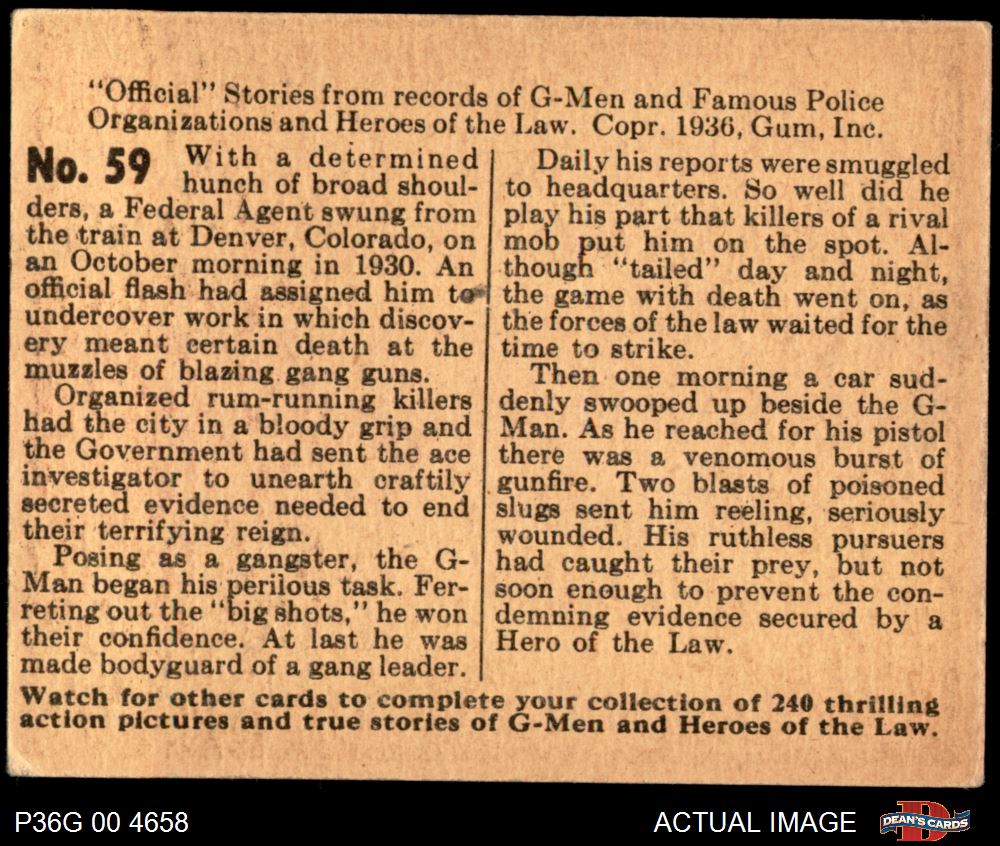 "Official" Stories from records of G-Men and Famous Police
Organizations and Heroes of the Law. Copr. 1936, Gum, Inc.
No. 59 With a determined
hunch of broad shoul-
ders, a Federal Agent swung from
the train at Denver, Colorado, on
an October morning in 1930. An
official flash had assigned him to
undercover work in which discov-
ery meant certain death at the
muzzles of blazing gang guns.
Organized rum-running killers
had the city in a bloody grip and
the Government had sent the ace
investigator to unearth craftily
secreted evidence needed to end
their terrifying reign.
Posing as a gangster, the G-
Man began his perilous task. Fer-
reting out the "big shots," he won
their confidence. At last he was
made bodyguard of a gang leader.
Daily his reports were smuggled
to headquarters. So well did he
play his part that killers of a rival
mob put him on the spot. Al-
though "tailed" day and night,
the game with death went on, as
the forces of the law waited for the
time to strike.
Then one morning a car sud-
denly swooped up beside the G-
Man. As he reached for his pistol
there was a venomous burst of
gunfire. Two blasts of poisoned
slugs sent him reeling, seriously
wounded. His ruthless pursuers
had caught their prey, but not
soon enough to prevent the con-
demning evidence secured by a
Hero of the Law.
Watch for other cards to complete your collection of 240 thrilling
action pictures and true stories of G-Men and Heroes of the Law.
P36G 00 4658
ACTUAL IMAGE
D
DEAN'S CARDS